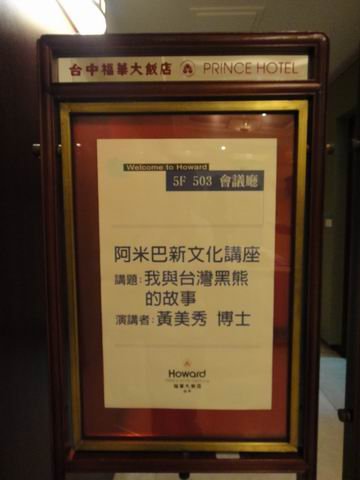 台中福華大飯店 PRINCE HOTEL
Welcome to Howard
5F 503 會議廳
阿米巴新文化講座
講題:我與台灣黑熊
的故事
演講者:黃美秀 博士
Howard
福華大飯店